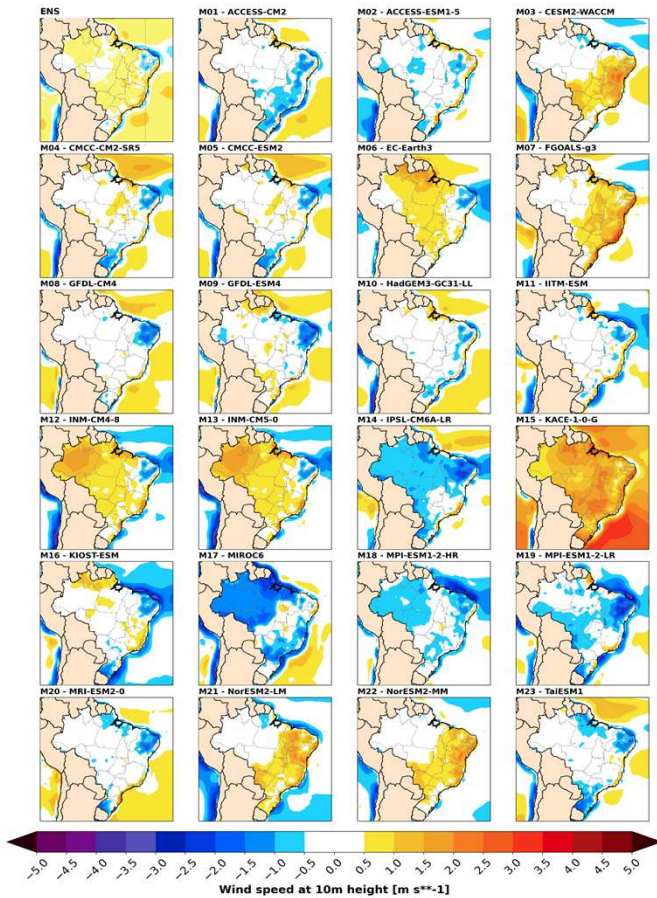 ENS M01 - ACCESS-CM2 M02 - ACCESS-ESM1-5 M03 - CESM2-WACCM
M04 - CMCC-CM2-SR5 M05 - CMCC-ESM2 M06 - EC-Earth3 M07 - FGOALS-g3
M08 - GFDL-CM4 M09 - GFDL-ESM4 M10 - HadGEM3-GC31-LL M11 - IITM-ESM
M12 - INM-CM4-8 M13 - INM-CM5-0 M14 - IPSL-CM6A-LR M15 - KACE-1-0-G
M16 - KIOST-ESM M17 - MIROC6 M18 - MPI-ESM1-2-HR M19 - MPI-ESM1-2-LR
M20 - MRI-ESM2-0 M21 - NorESM2-LM M22 - NorESM2-MM M23 - TaiESM1
−5.0 −4.5 −4.0 −3.5 −3.0 −2.5 −2.0 −1.5 −1.0 −0.5 0.0 0.5 1.0 1.5 2.0 2.5 3.0 3.5 4.0 4.5 5.0
Wind speed at 10m height [m s**-1]